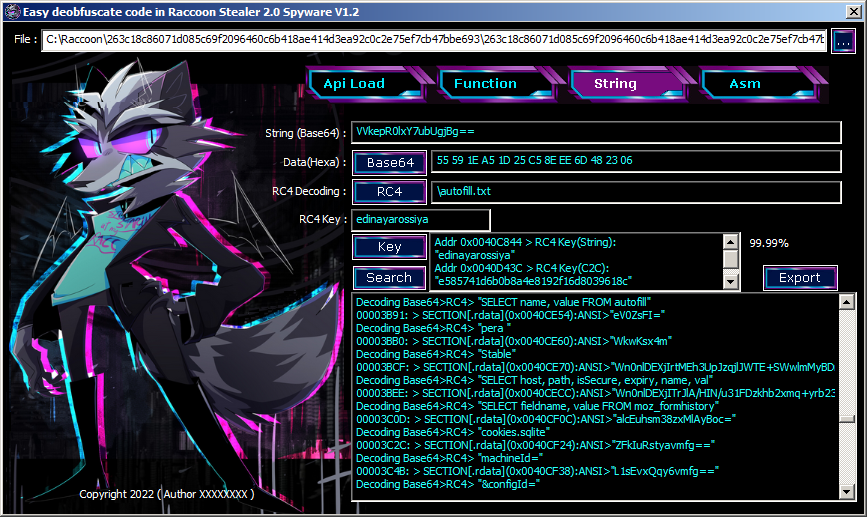 Easy deobfuscate code in Raccoon Stealer 2.0 Spyware V1.2
File : C:\Raccoon\263c18c86071d085c69f2096460c6b418ae414d3ea92c0c2e75ef7cb47bbe693\263c18c86071d085c69f2096460c6b418ae414d3ea92c0c2e75ef7cb47b ...
Api Load Function String Asm
String (Base64) : VVkepR0lxY7ubUgjBg==
Data(Hexa) : Base64 55 59 1E A5 1D 25 C5 8E EE 6D 48 23 06
RC4 Decoding : RC4 \autofill.txt
RC4 Key : edinayarossiya
Key Addr 0x0040C844 > RC4 Key(String): 99.99%
"edinayarossiya"
Addr 0x0040D43C > RC4 Key(C2C):
Search "e585741d6b0b8a4e8192f16d8039618c" Export
Decoding Base64>RC4> "SELECT name, value FROM autofill"
00003B91: > SECTION[.rdata](0x0040CE54):ANSI>"eV0ZsFI="
Decoding Base64>RC4> "pera "
00003BB0: > SECTION[.rdata](0x0040CE60):ANSI>"WkwKsx4m"
Decoding Base64>RC4> "Stable"
00003BCF: > SECTION[.rdata](0x0040CE70):ANSI>"Wn0nlDEXjIrtMEh3UpJzqjlJWTE+SWwlmMyBD
Decoding Base64>RC4> "SELECT host, path, isSecure, expiry, name, val"
00003BEE: > SECTION[.rdata](0x0040CECC):ANSI>"Wn0nlDEXjITrJlA/HIN/u31FDzkhb2xmq+yrb23
Decoding Base64>RC4> "SELECT fieldname, value FROM moz_formhistory"
00003C0D: > SECTION[.rdata](0x0040CF0C):ANSI>"alcEuhsm38zxMlAyBoc="
Decoding Base64>RC4> "cookies.sqlite"
00003C2C: > SECTION[.rdata](0x0040CF24):ANSI>"ZFkIuRstyavmfg=="
Decoding Base64>RC4> "machineId="
00003C4B: > SECTION[.rdata](0x0040CF38):ANSI>"L1sEvxQqy6vmfg=="
Decoding Base64>RC4> "&configId="
Copyright 2022 ( Author XXXXXXXX )